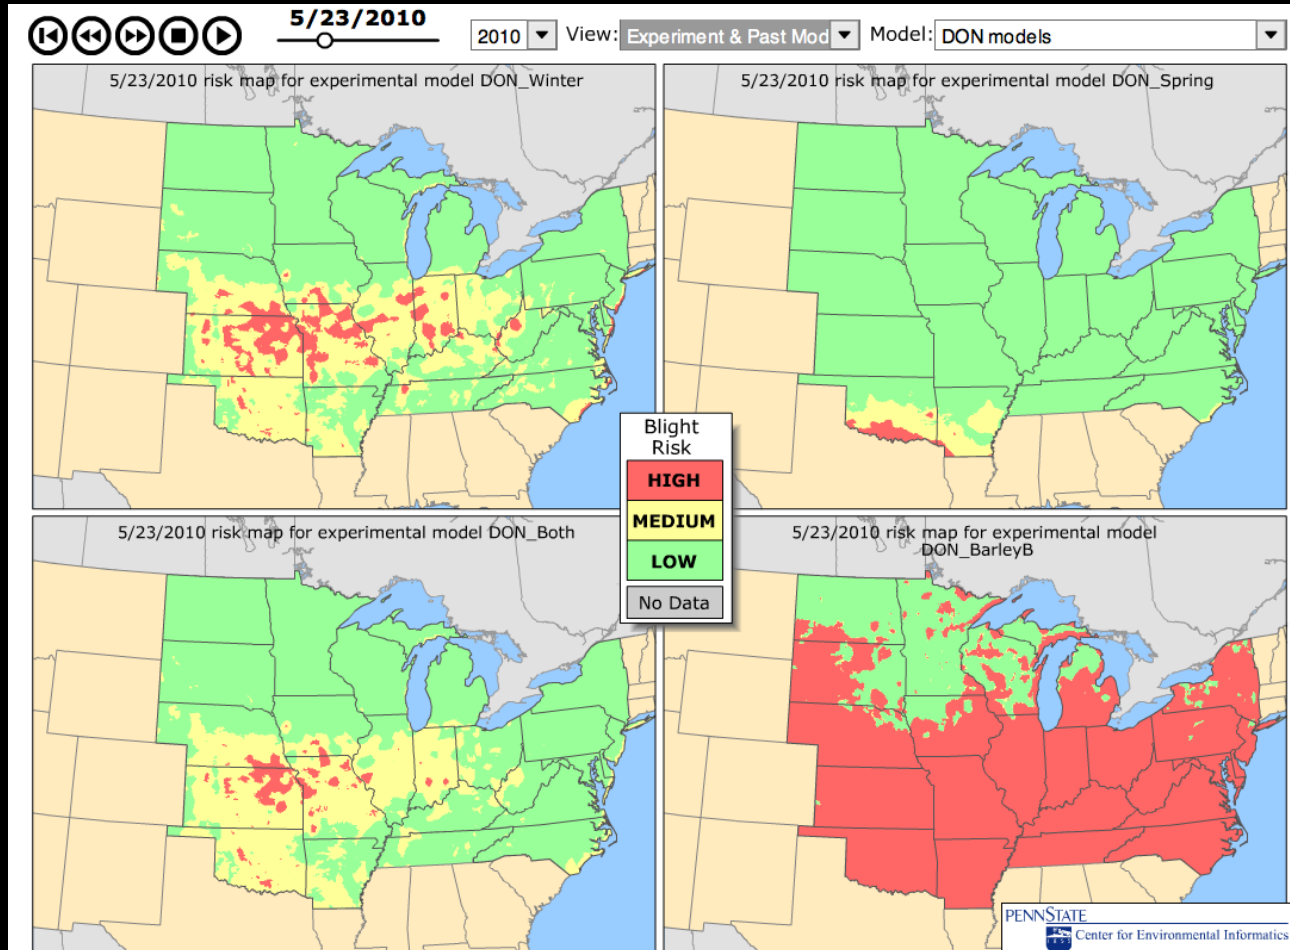 5/23/2010
2010
View:
Experiment & Past Mod
Model:
DON models
5/23/2010 risk map for experimental model DON_Winter
5/23/2010 risk map for experimental model DON_Spring
Blight
Risk
HIGH
MEDIUM
LOW
No Data
5/23/2010 risk map for experimental model DON_Both
5/23/2010 risk map for experimental model
DON_BarleyB
PENNSTATE
Center for Environmental Informatics